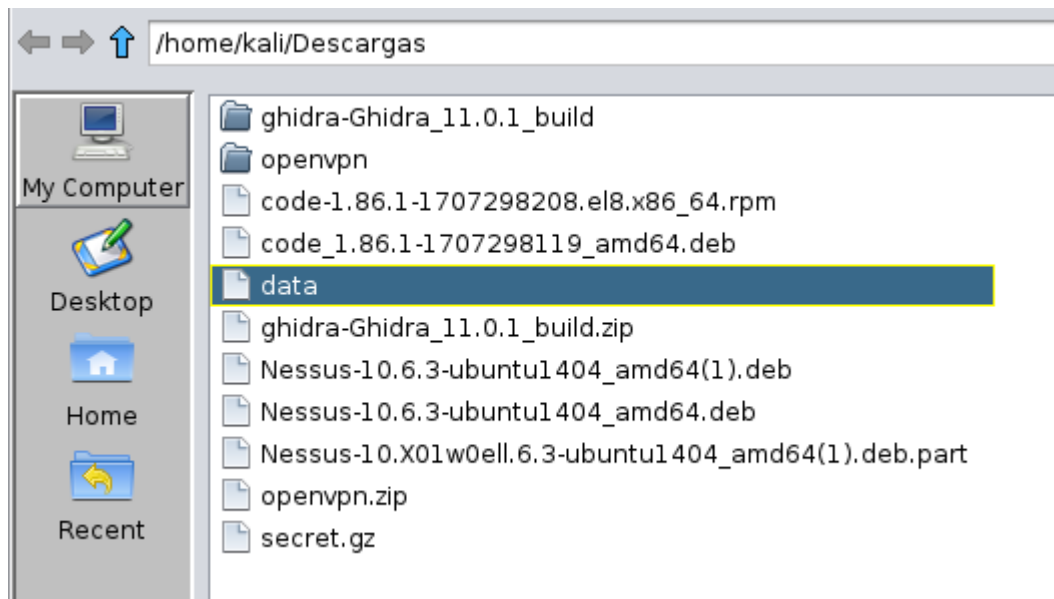 /home/kali/Descargas
My Computer
Desktop
Home
Recent
ghidra-Ghidra_11.0.1_build
openvpn
code-1.86.1-1707298208.el8.x86_64.rpm
code_1.86.1-1707298119_amd64.deb
data
ghidra-Ghidra_11.0.1_build.zip
Nessus-10.6.3-ubuntu1404_amd64(1).deb
Nessus-10.6.3-ubuntu1404_amd64.deb
Nessus-10.X01w0ell.6.3-ubuntu1404_amd64(1).deb.part
openvpn.zip
secret.gz